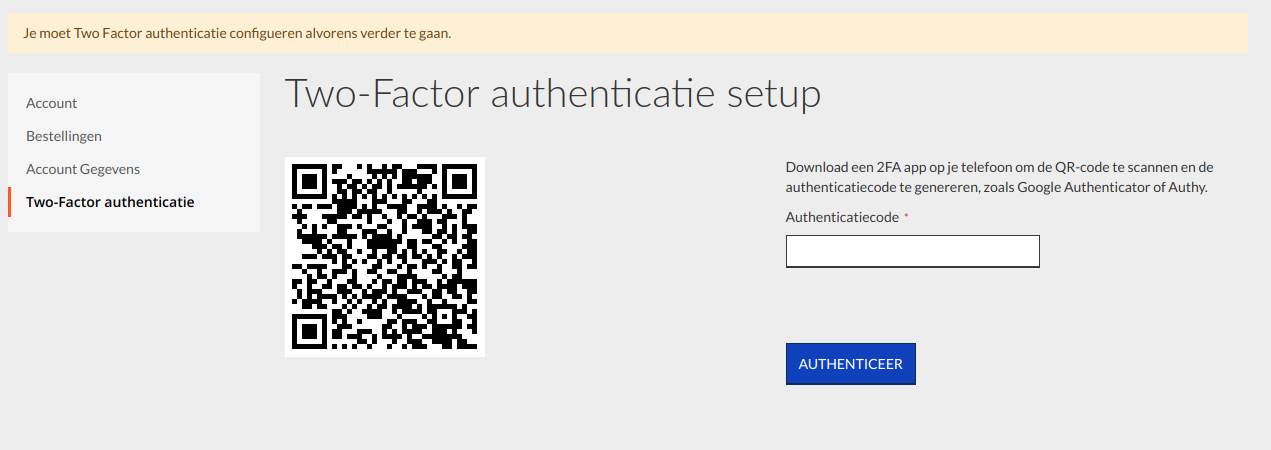 Je moet Two Factor authenticatie configueren alvorens verder te gaan.
Account
Bestellingen
Account Gegevens
Two-Factor authenticatie
Two-Factor authenticatie setup
Download een 2FA app op je telefoon om de QR-code te scannen en de
authenticatiecode te genereren, zoals Google Authenticator of Authy.
Authenticatiecode *
AUTHENTICEER